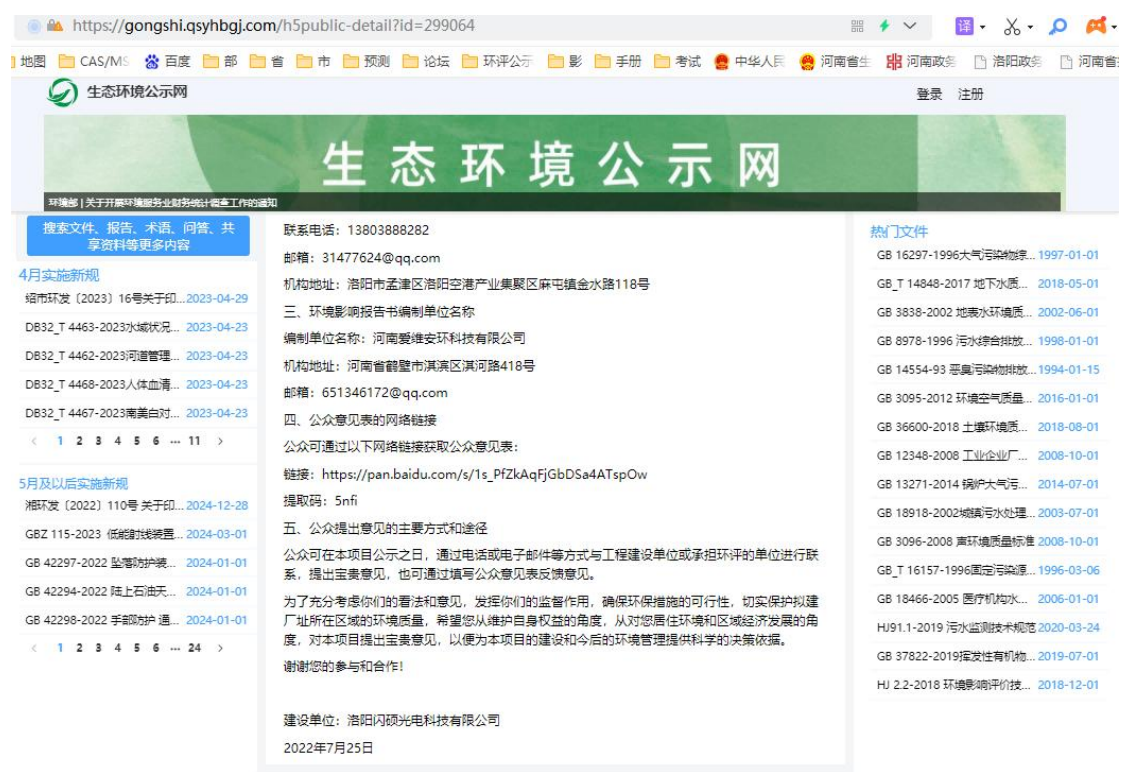 https://gongshi.qsyhbgj.com/h5public-detail?id=299064
译
地图 CAS/MS 百度 部 省 市 预测 论坛 环评公示 影 手册 考试 中华人民 河南省生 河南政务 洛阳政务 河南省
生态环境公示网
登录 注册
生态环境公示网
环境部 | 关于开展环境服务业财务统计调查工作的通知
搜索文件、报告、术语、问答、共
享资料等更多内容
4月实施新规
绍市环发〔2023〕16号关于印... 2023-04-29
DB32_T 4463-2023水域状况... 2023-04-23
DB32_T 4462-2023河道管理... 2023-04-23
DB32_T 4468-2023人体血清... 2023-04-23
DB32_T 4467-2023南美白对... 2023-04-23
< 1 2 3 4 5 6 ... 11 >
5月及以后实施新规
湘环发〔2022〕110号 关于印... 2024-12-28
GBZ 115-2023 低能射线装置... 2024-03-01
GB 42297-2022 坠落防护装... 2024-01-01
GB 42294-2022 陆上石油天... 2024-01-01
GB 42298-2022 手部防护 通... 2024-01-01
< 1 2 3 4 5 6 ... 24 >
联系电话：13803888282
邮箱：31477624@qq.com
机构地址：洛阳市孟津区洛阳空港产业集聚区麻屯镇金水路118号
三、环境影响报告书编制单位名称
编制单位名称：河南爱维安环科技有限公司
机构地址：河南省鹤壁市淇滨区淇河路418号
邮箱：651346172@qq.com
四、公众意见表的网络链接
公众可通过以下网络链接获取公众意见表：
链接：https://pan.baidu.com/s/1s_PfZkAqFjGbDSa4ATspOw
提取码：5nfi
五、公众提出意见的主要方式和途径
公众可在本项目公示之日，通过电话或电子邮件等方式与工程建设单位或承担环评的单位进行联
系，提出宝贵意见，也可通过填写公众意见表反馈意见。
为了充分考虑你们的看法和意见，发挥你们的监督作用，确保环保措施的可行性，切实保护拟建
厂址所在区域的环境质量，希望您从维护自身权益的角度，从对您居住环境和区域经济发展的角
度，对本项目提出宝贵意见，以便为本项目的建设和今后的环境管理提供科学的决策依据。
谢谢您的参与和合作！
建设单位：洛阳闪硕光电科技有限公司
2022年7月25日
热门文件
GB 16297-1996大气污染物综... 1997-01-01
GB_T 14848-2017 地下水质... 2018-05-01
GB 3838-2002 地表水环境质... 2002-06-01
GB 8978-1996 污水综合排放... 1998-01-01
GB 14554-93 恶臭污染物排放... 1994-01-15
GB 3095-2012 环境空气质量... 2016-01-01
GB 36600-2018 土壤环境质... 2018-08-01
GB 12348-2008 工业企业厂... 2008-10-01
GB 13271-2014 锅炉大气污... 2014-07-01
GB 18918-2002城镇污水处理... 2003-07-01
GB 3096-2008 声环境质量标准 2008-10-01
GB_T 16157-1996固定污染源... 1996-03-06
GB 18466-2005 医疗机构水... 2006-01-01
HJ91.1-2019 污水监测技术规范 2020-03-24
GB 37822-2019挥发性有机物... 2019-07-01
HJ 2.2-2018 环境影响评价技... 2018-12-01